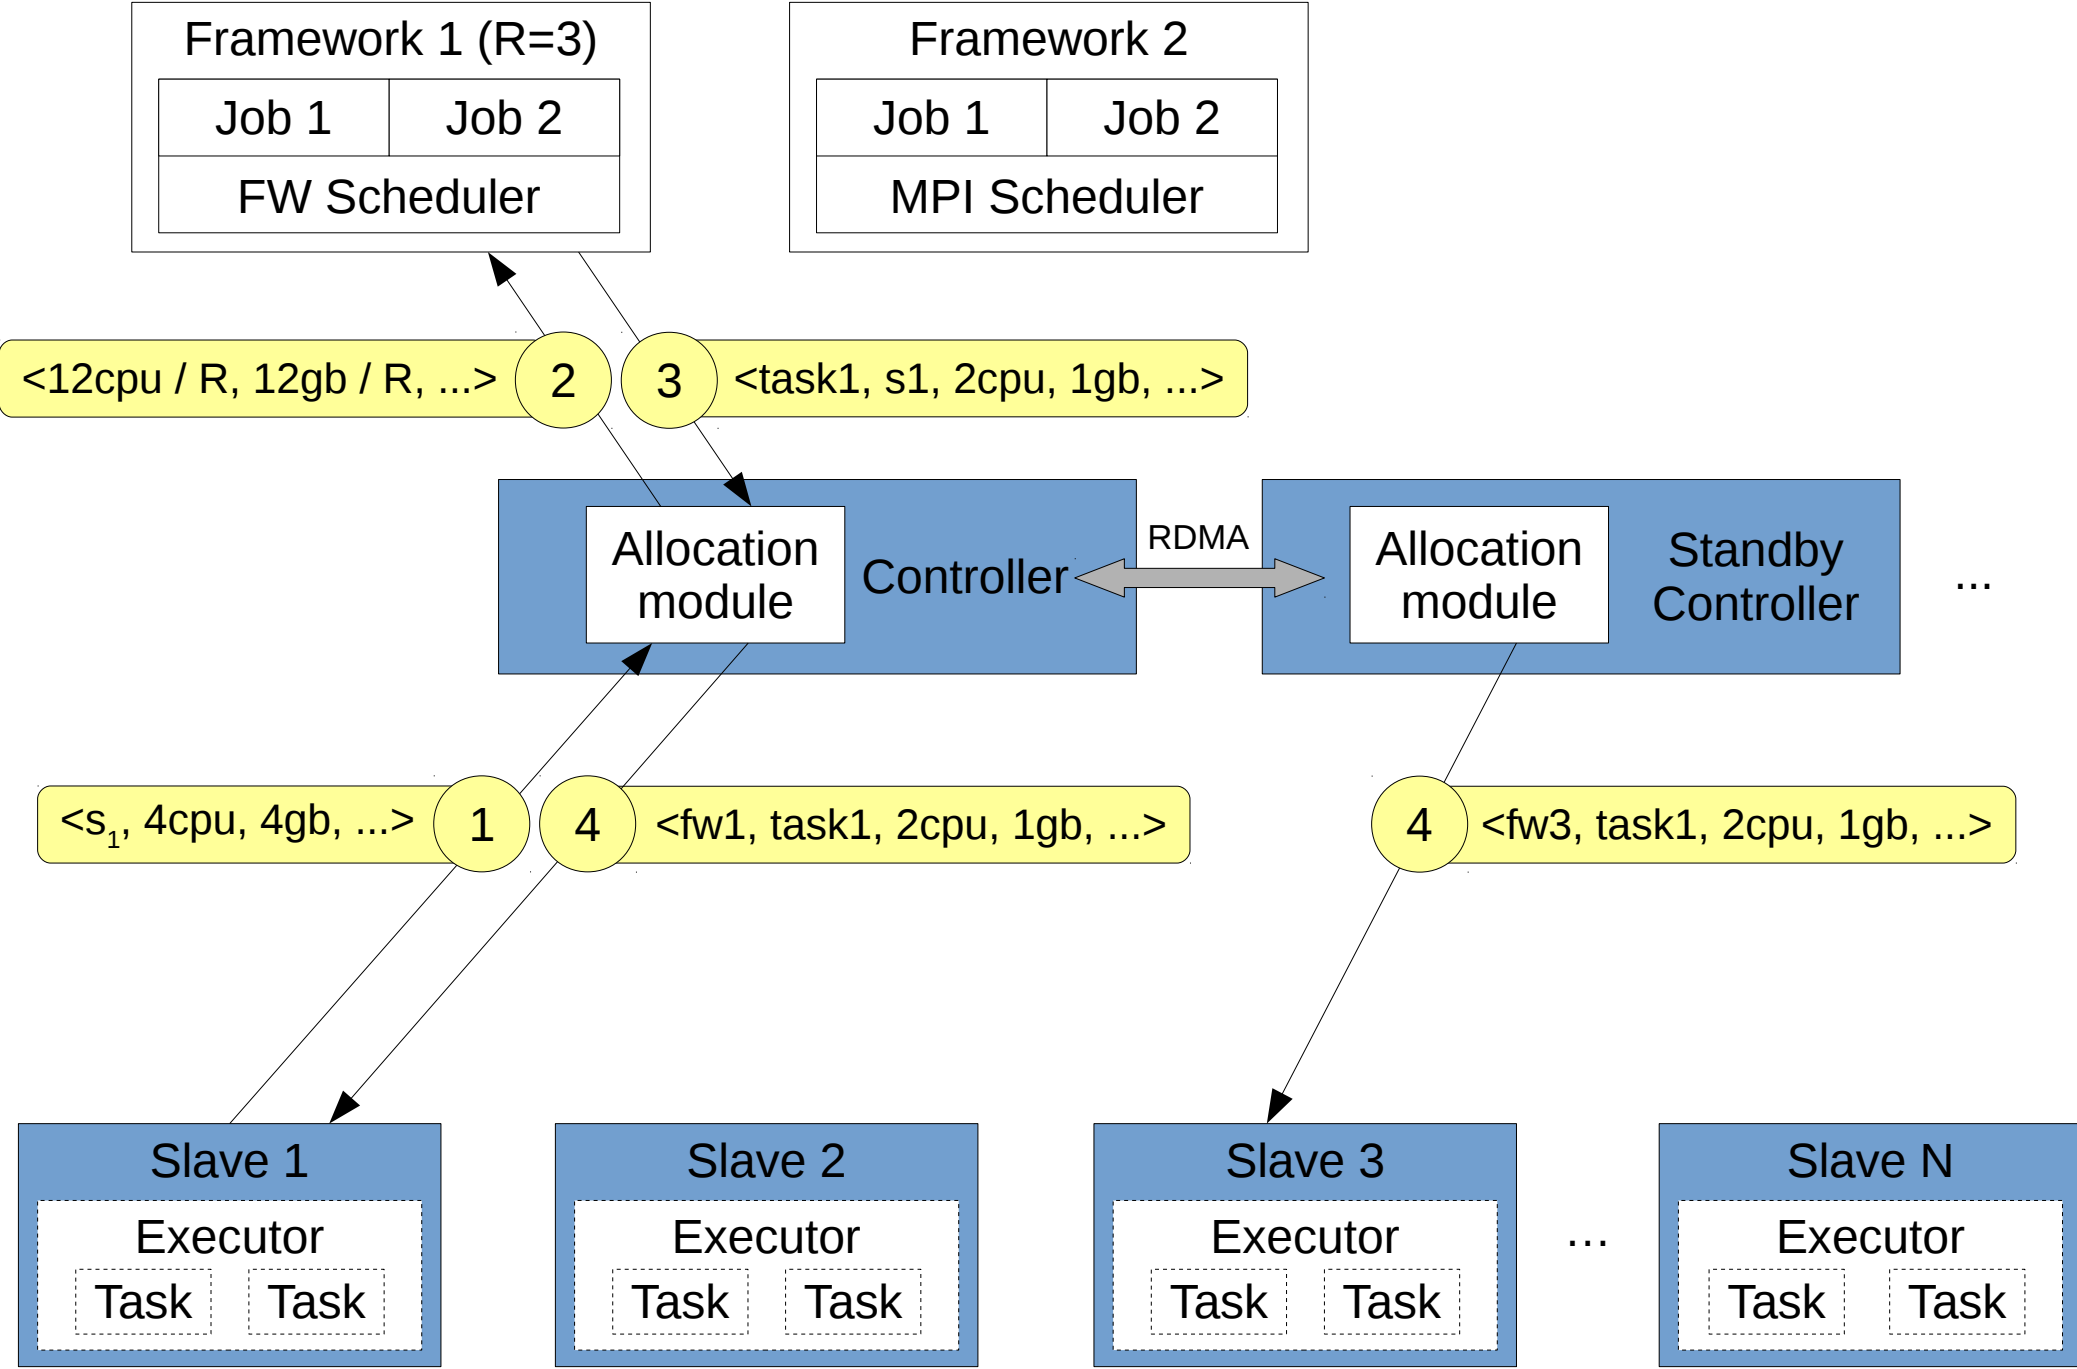 Framework 1 (R=3)
Job 1
Job 2
FW Scheduler
Framework 2
Job 1
Job 2
MPI Scheduler
<12cpu / R, 12gb / R, ...>
2
3
<task1, s1, 2cpu, 1gb, ...>
Allocation
module
Controller
RDMA
Allocation
module
Standby
Controller
...
<s1, 4cpu, 4gb, ...>
1
4
<fw1, task1, 2cpu, 1gb, ...>
4
<fw3, task1, 2cpu, 1gb, ...>
Slave 1
Executor
Task
Task
Slave 2
Executor
Task
Task
Slave 3
Executor
Task
Task
...
Slave N
Executor
Task
Task